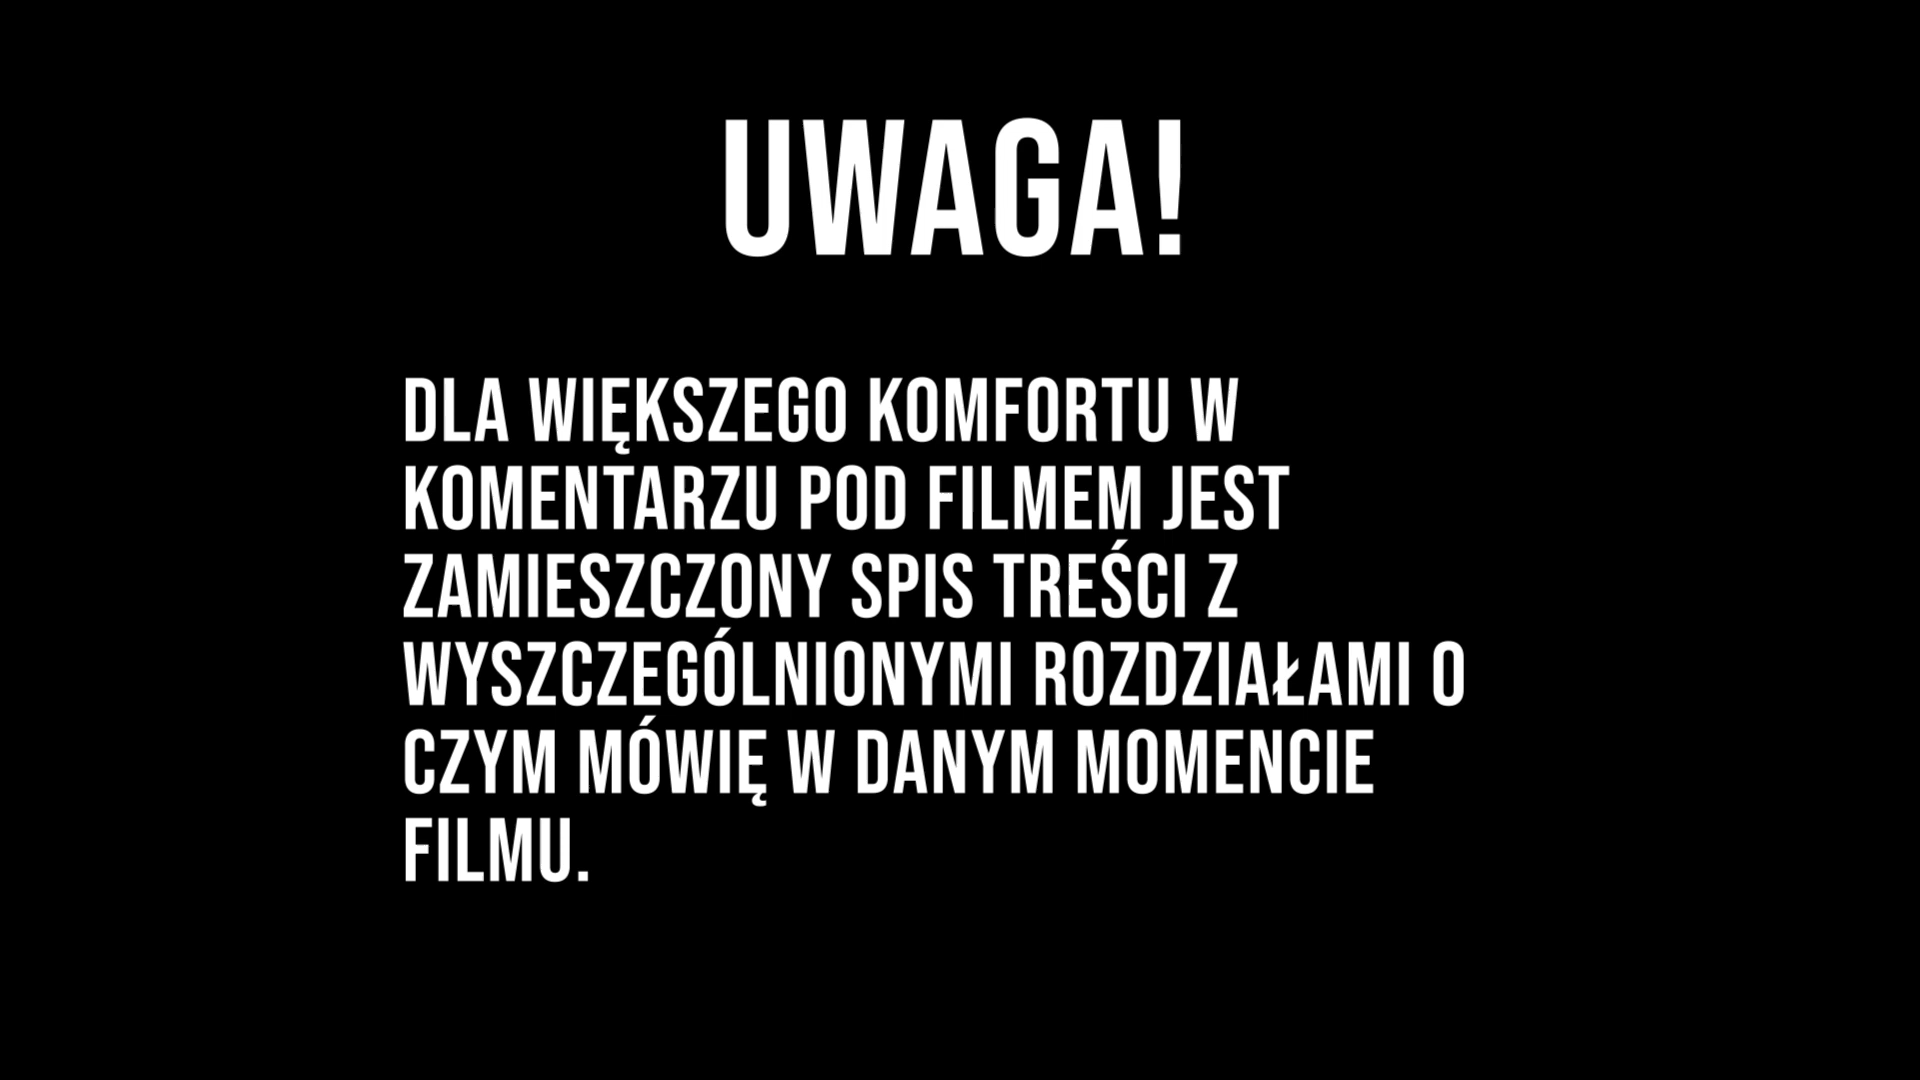 UWAGA!
DLA WIĘKSZEGO KOMFORTU W
KOMENTARZU POD FILMEM JEST
ZAMIESZCZONY SPIS TREŚCI Z
WYSZCZEGÓLNIONYMI ROZDZIAŁAMI O
CZYM MÓWIĘ W DANYM MOMENCIE
FILMU.